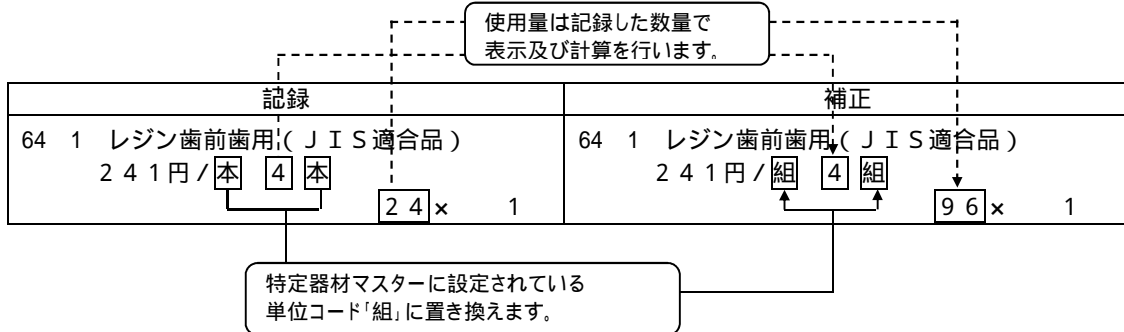 使用量は記録した数量で
表示及び計算を行います。
記録 補正
64 1 レジン歯前歯用(JIS適合品) 64 1 レジン歯前歯用(JIS適合品)
241円/本 4 本 241円/組 4 組
24× 1 96× 1
特定器材マスターに設定されている
単位コード「組」に置き換えます。